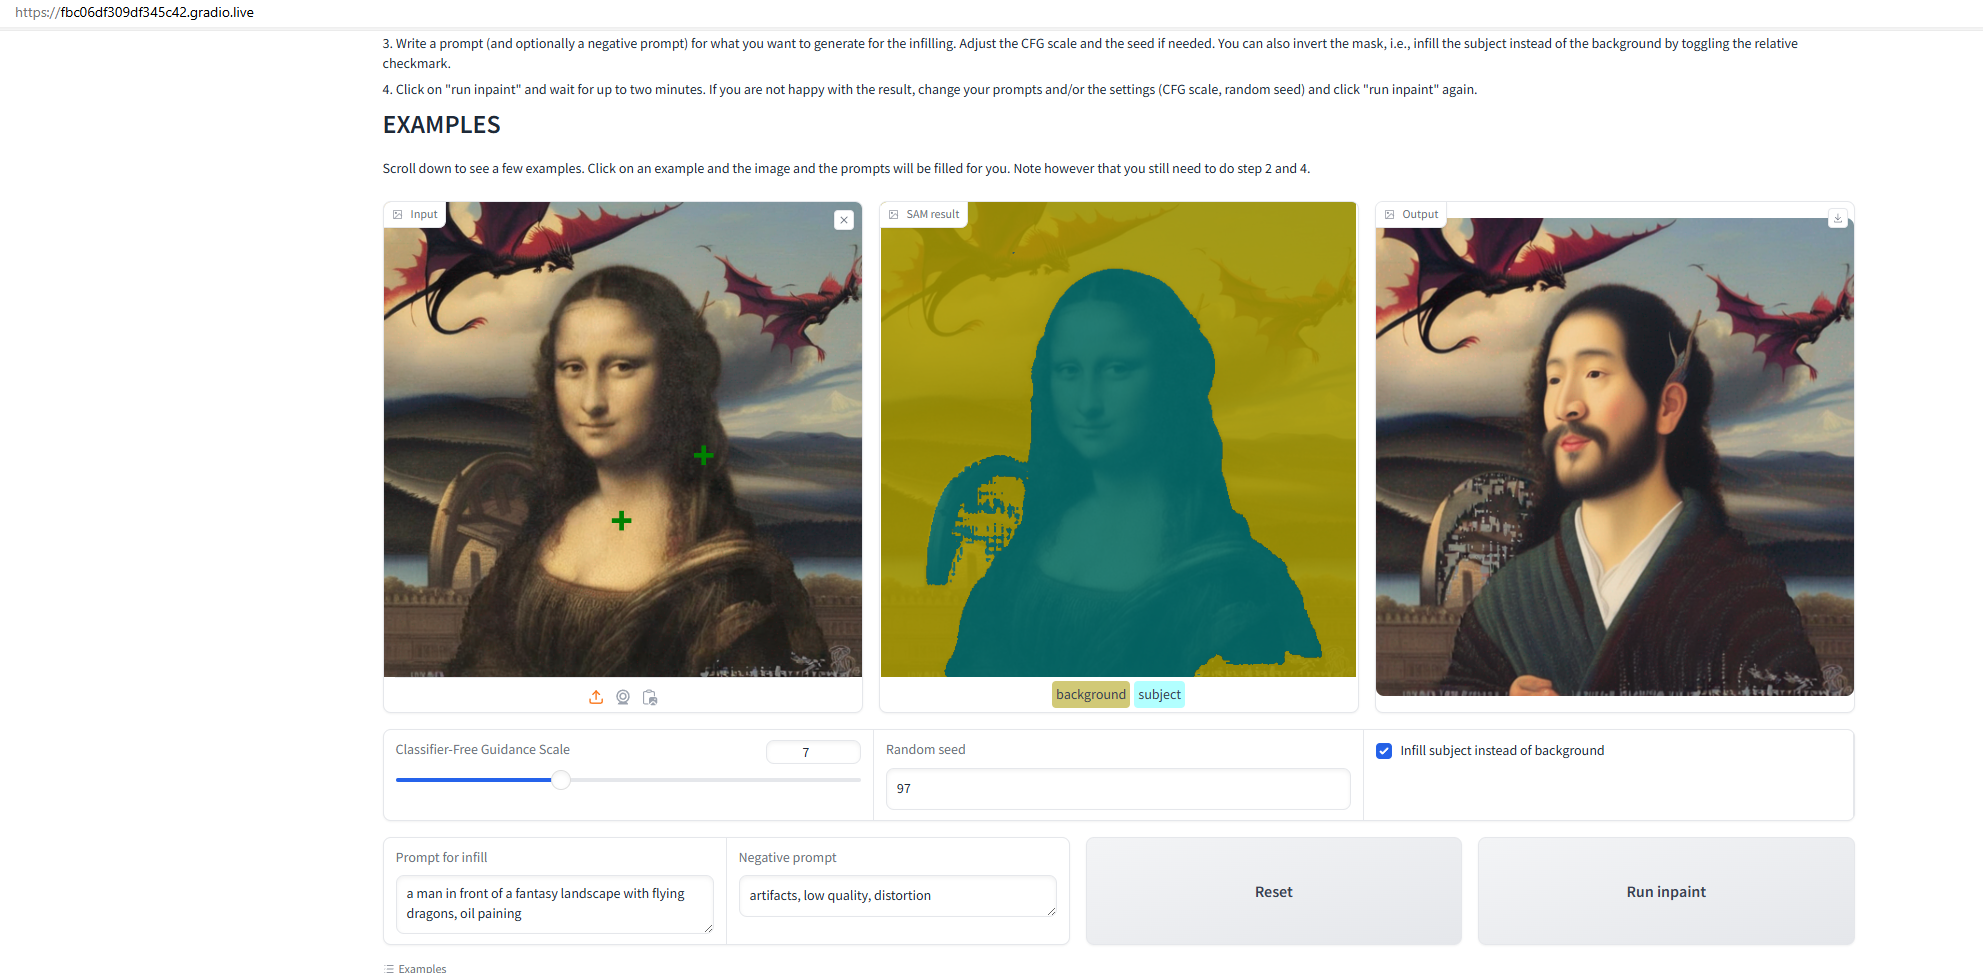 https://fbc06df309df345c42.gradio.live
3. Write a prompt (and optionally a negative prompt) for what you want to generate for the infilling. Adjust the CFG scale and the seed if needed. You can also invert the mask, i.e., infill the subject instead of the background by toggling the relative
checkmark.
4. Click on "run inpaint" and wait for up to two minutes. If you are not happy with the result, change your prompts and/or the settings (CFG scale, random seed) and click "run inpaint" again.
EXAMPLES
Scroll down to see a few examples. Click on an example and the image and the prompts will be filled for you. Note however that you still need to do step 2 and 4.
Input
SAM result
Output
background subject
Classifier-Free Guidance Scale
7
Random seed
97
Infill subject instead of background
Prompt for infill
a man in front of a fantasy landscape with flying
dragons, oil paining
Negative prompt
artifacts, low quality, distortion
Reset
Run inpaint
Examples